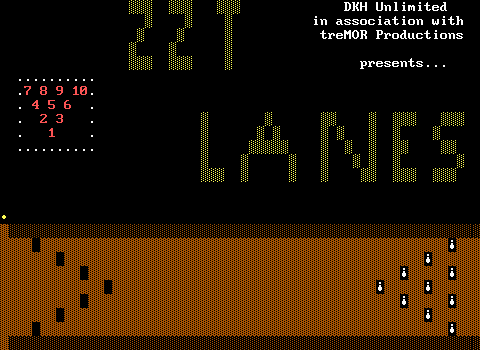 ZZT
DKH Unlimited
in association with
treMOR Productions
presents...
7 8 9 10
4 5 6
2 3
1
LANES